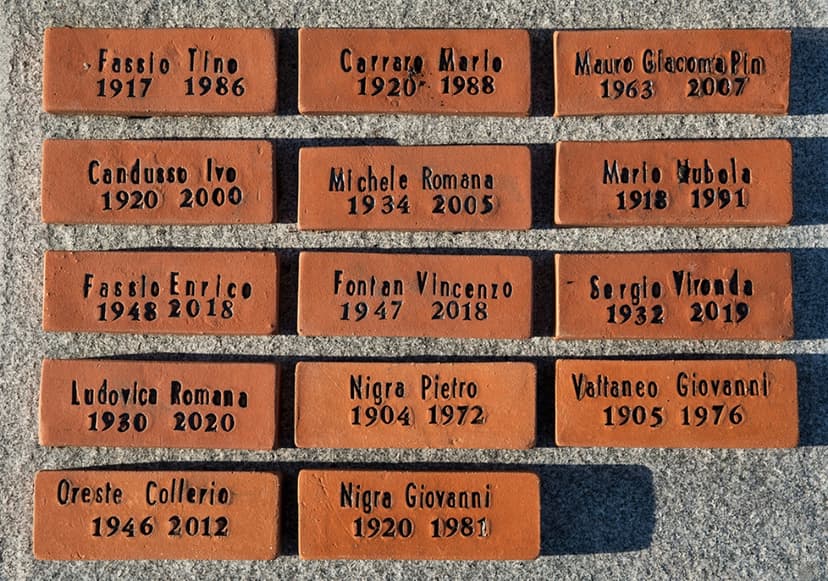 Fassio Tino
1917 1986
Carrara Mario
1920 1988
Mauro Giacoma Pin
1963 2007
Candusso Ivo
1920 2000
Michele Romana
1934 2005
Mario Nubola
1918 1991
Fassio Enrico
1948 2018
Fontan Vincenzo
1947 2018
Sergio Vironda
1932 2019
Ludovica Romana
1930 2020
Nigra Pietro
1904 1972
Valtaneo Giovanni
1905 1976
Oreste Collerio
1946 2012
Nigra Giovanni
1920 1981